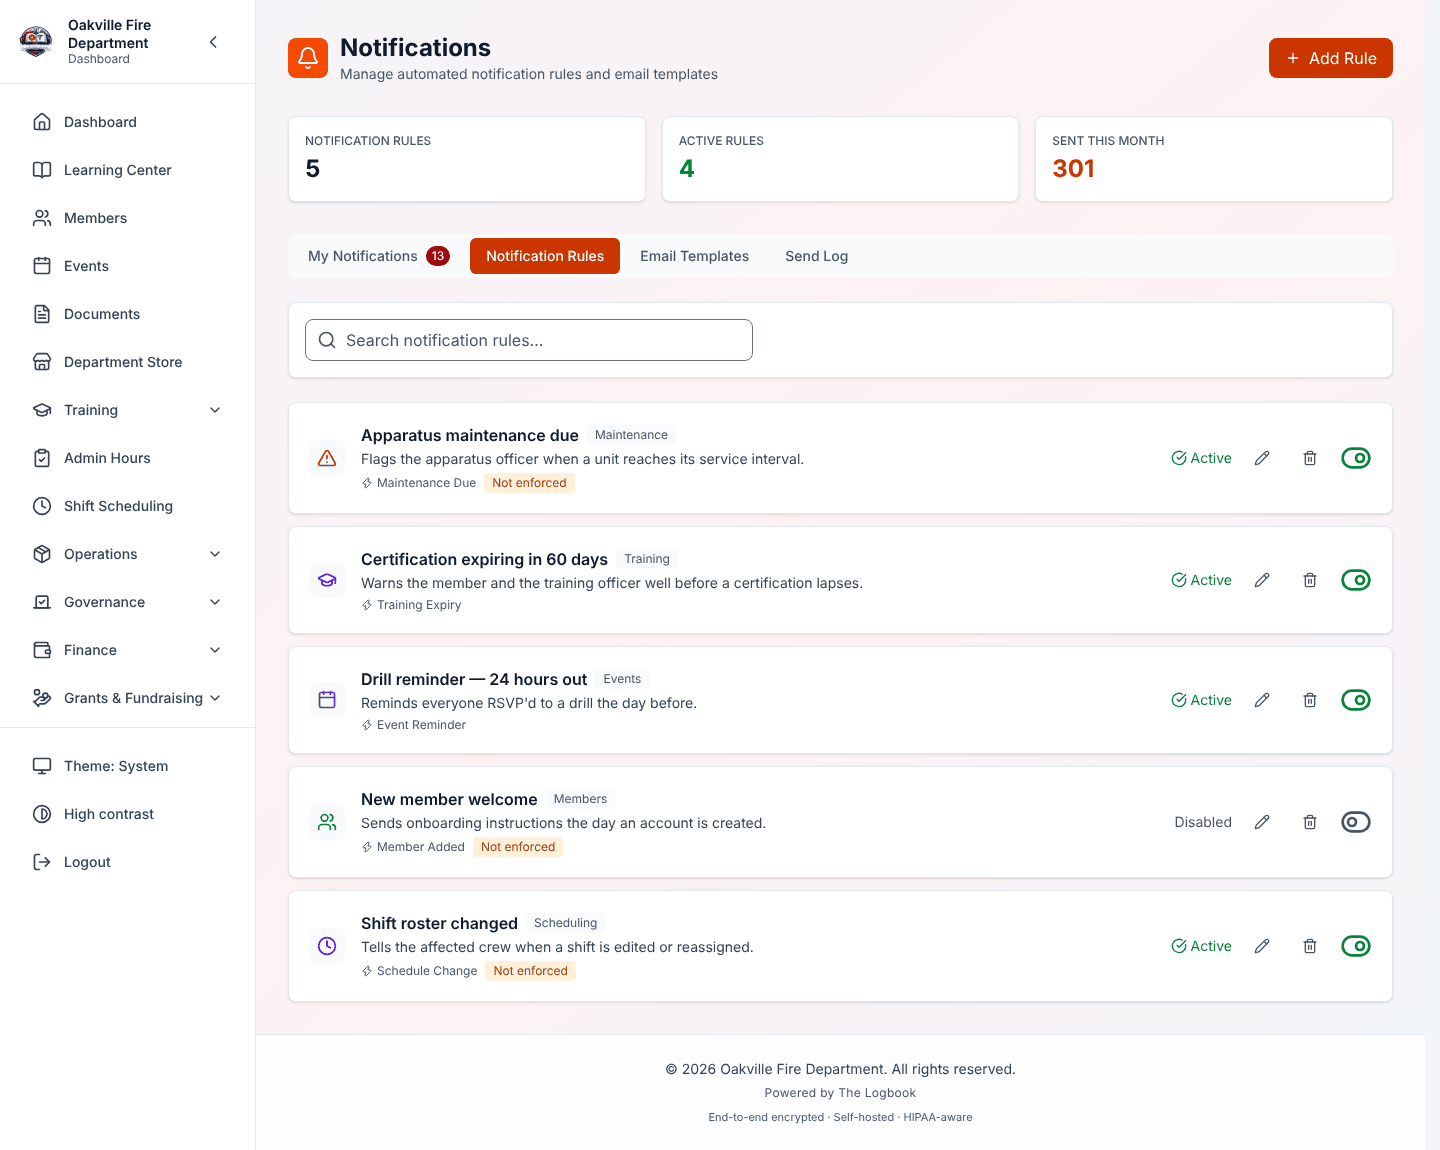 Oakville Fire
Department
Dashboard
Dashboard
Learning Center
Members
Events
Documents
Department Store
Training
Admin Hours
Shift Scheduling
Operations
Governance
Finance
Grants & Fundraising
Theme: System
High contrast
Logout
Notifications
Manage automated notification rules and email templates
Add Rule
NOTIFICATION RULES
5
ACTIVE RULES
4
SENT THIS MONTH
301
My Notifications 13
Notification Rules
Email Templates
Send Log
Search notification rules...
Apparatus maintenance due Maintenance
Flags the apparatus officer when a unit reaches its service interval.
Maintenance Due Not enforced
Active
Certification expiring in 60 days Training
Warns the member and the training officer well before a certification lapses.
Training Expiry
Active
Drill reminder — 24 hours out Events
Reminds everyone RSVP'd to a drill the day before.
Event Reminder
Active
New member welcome Members
Sends onboarding instructions the day an account is created.
Member Added Not enforced
Disabled
Shift roster changed Scheduling
Tells the affected crew when a shift is edited or reassigned.
Schedule Change Not enforced
Active
© 2026 Oakville Fire Department. All rights reserved.
Powered by The Logbook
End-to-end encrypted · Self-hosted · HIPAA-aware